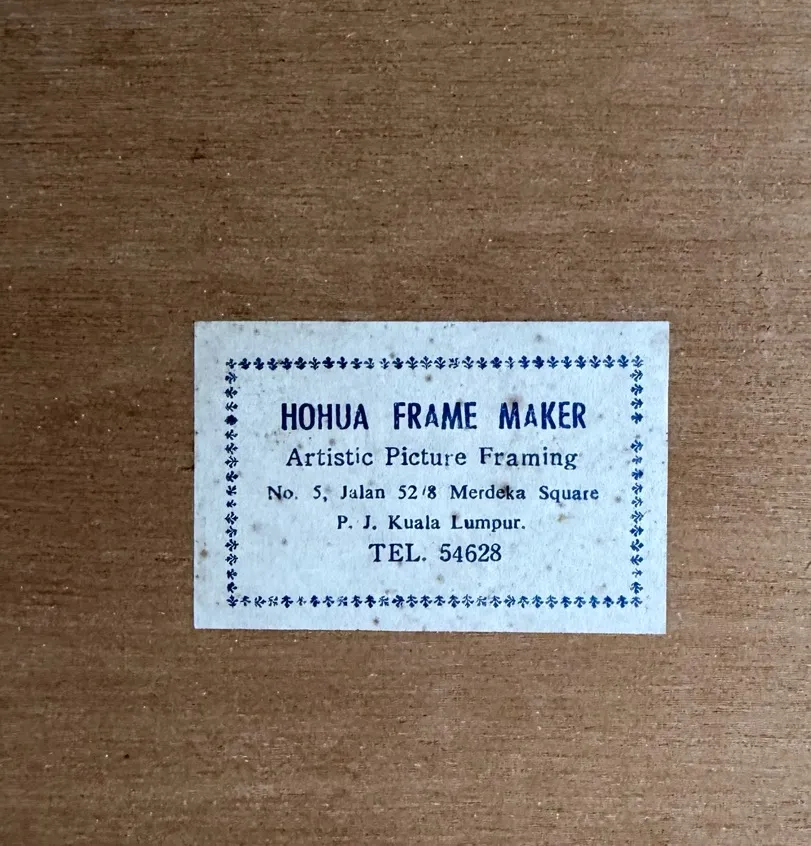 HOHUA FRAME MAKER
Artistic Picture Framing
No. 5, Jalan 52/8 Merdeka Square
P. J. Kuala Lumpur.
TEL. 54628